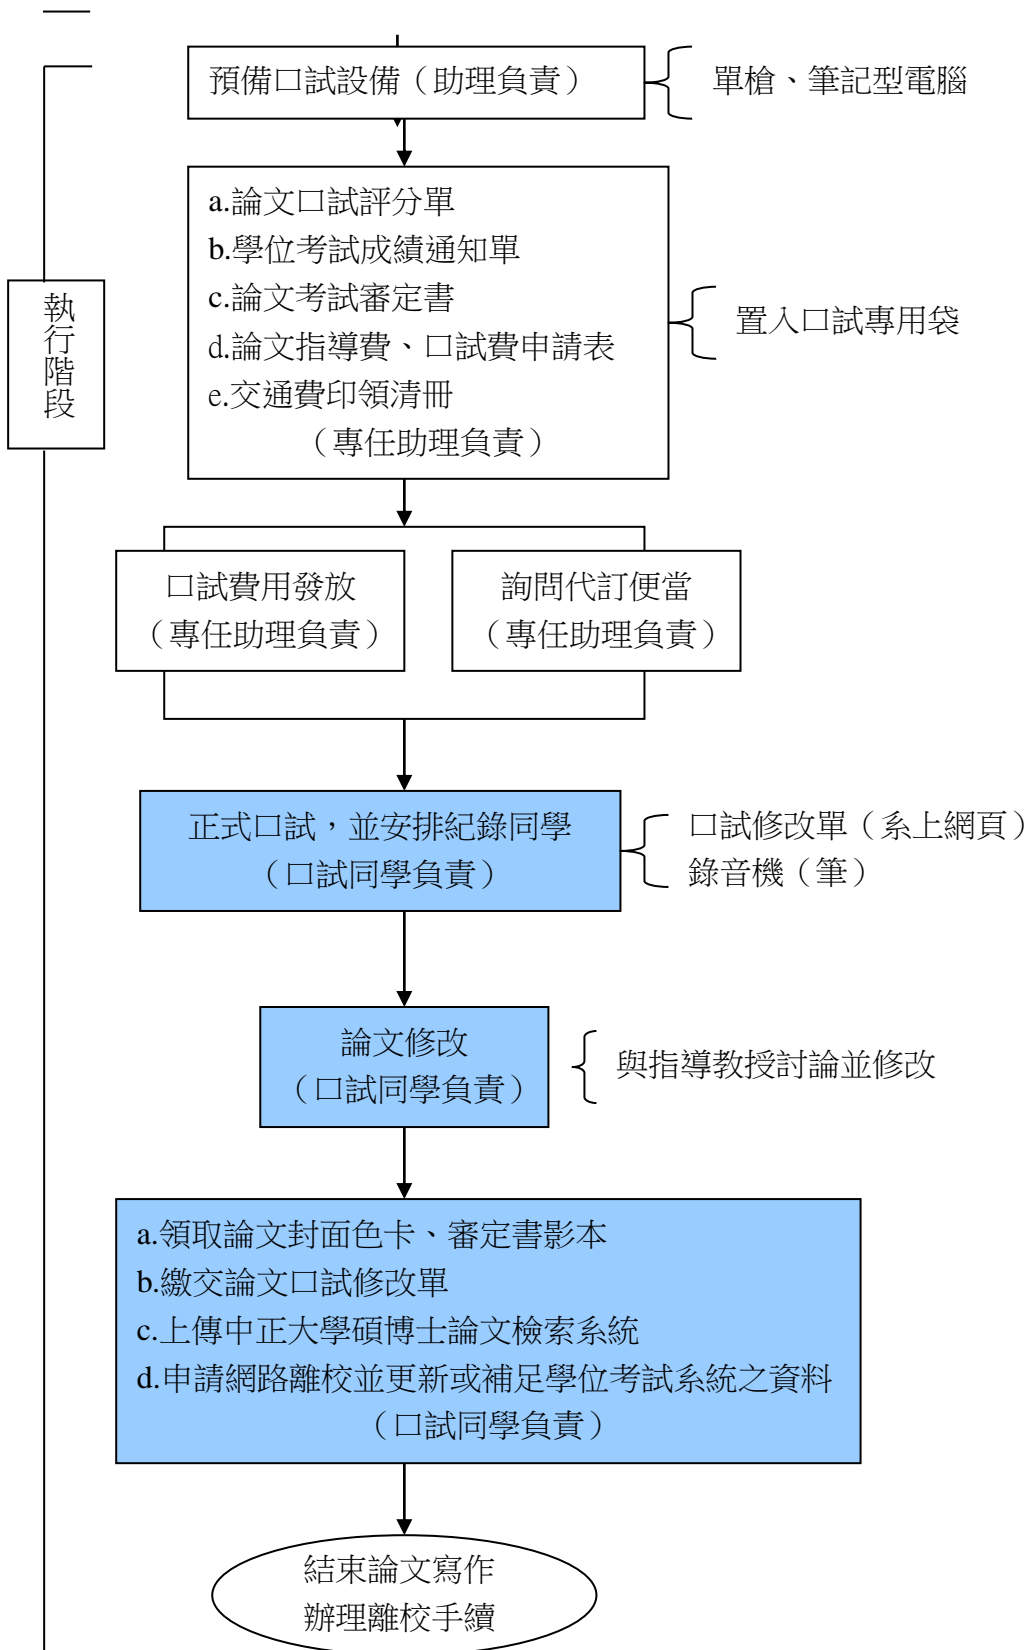 預備口試設備（助理負責）
單槍、筆記型電腦
a.論文口試評分單
b.學位考試成績通知單
c.論文考試審定書
d.論文指導費、口試費申請表
e.交通費印領清冊
（專任助理負責）
置入口試專用袋
執行階段
口試費用發放
（專任助理負責）
詢問代訂便當
（專任助理負責）
正式口試，並安排紀錄同學
（口試同學負責）
口試修改單（系上網頁）
錄音機（筆）
論文修改
（口試同學負責）
與指導教授討論並修改
a.領取論文封面色卡、審定書影本
b.繳交論文口試修改單
c.上傳中正大學碩博士論文檢索系統
d.申請網路離校並更新或補足學位考試系統之資料
（口試同學負責）
結束論文寫作
辦理離校手續